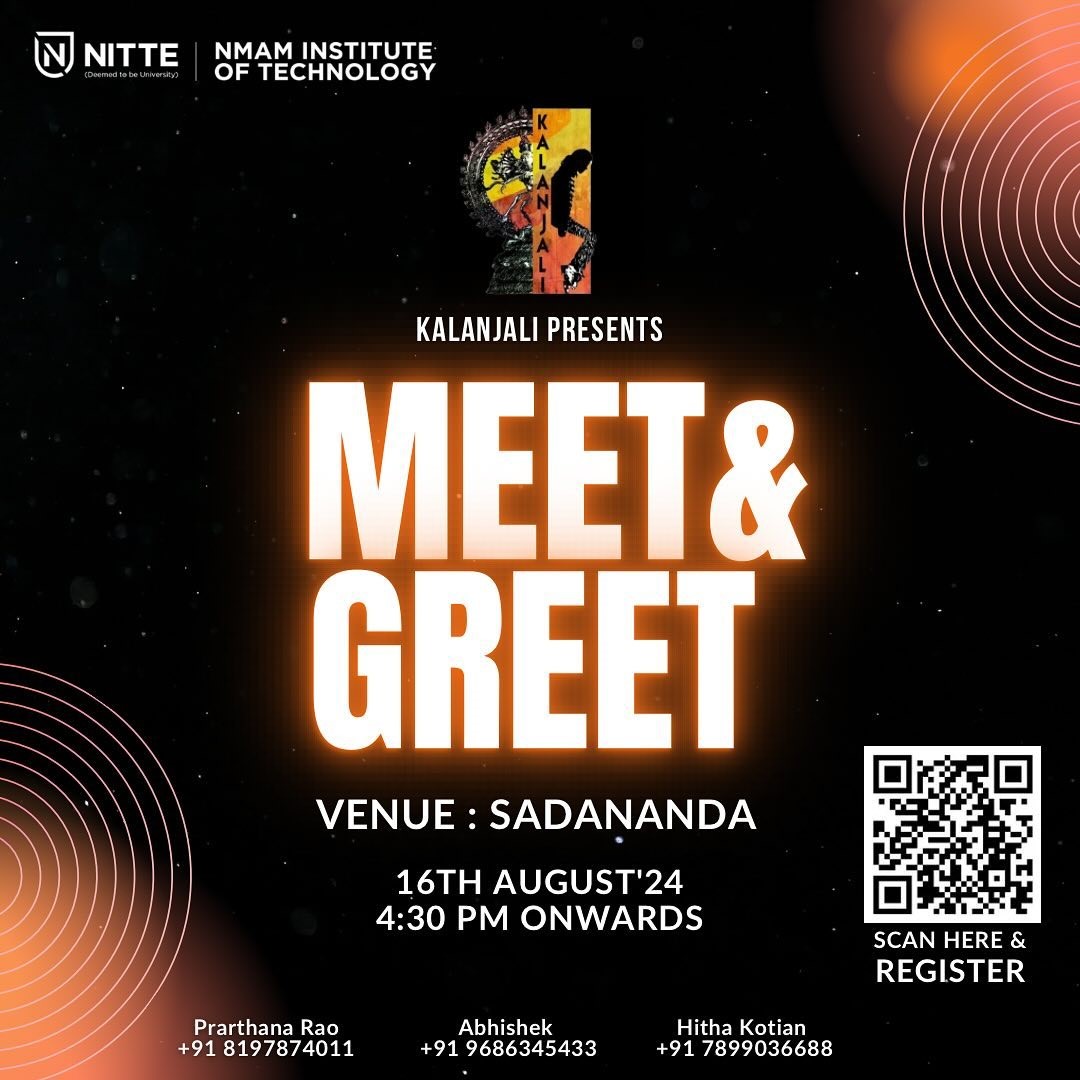 NITTE
(Deemed to be University)
NMAM INSTITUTE
OF TECHNOLOGY
KALANJALI
KALANJALI PRESENTS
MEET&
GREET
VENUE : SADANANDA
16TH AUGUST'24
4:30 PM ONWARDS
SCAN HERE &
REGISTER
Prarthana Rao
+91 8197874011
Abhishek
+91 9686345433
Hitha Kotian
+91 7899036688